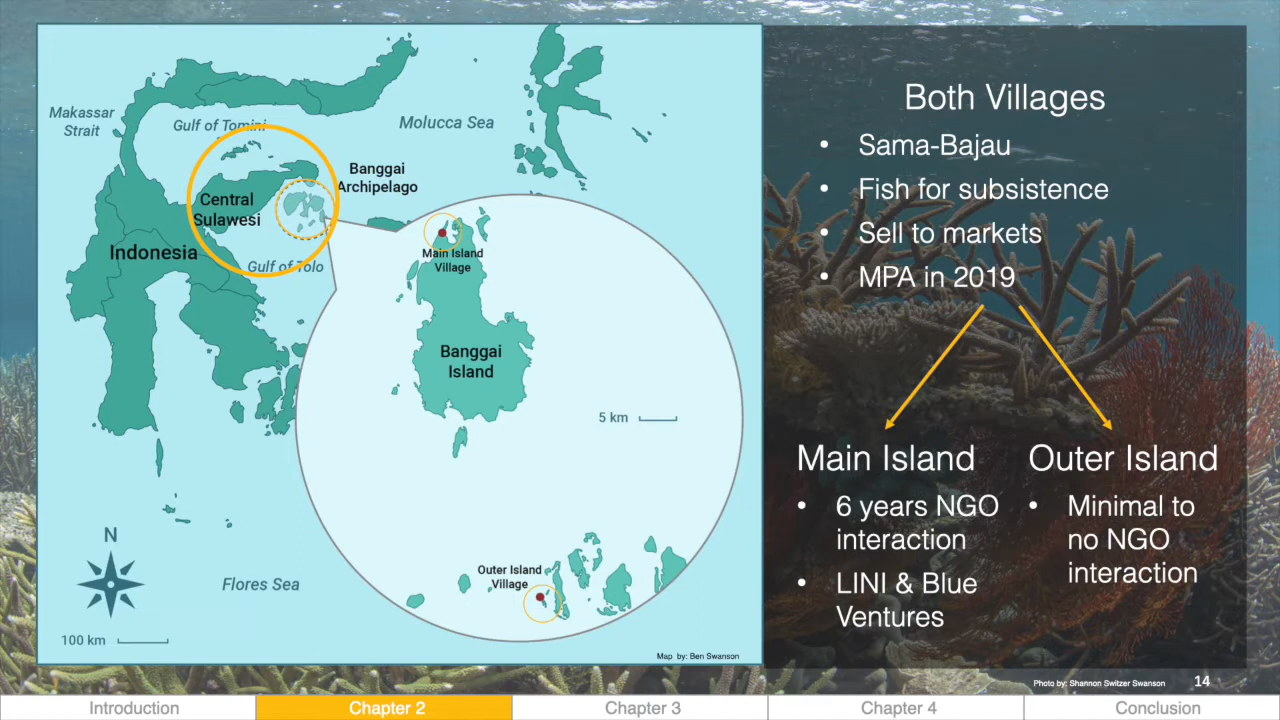 Makassar
Strait
Gulf of Tomini
Molucca Sea
Banggai
Archipelago
Central
Sulawesi
Indonesia
Gulf of Tolo
Main Island
Village
Banggai
Island
5 km
Outer Island
Village
N
Flores Sea
100 km
Map by: Ben Swanson
Both Villages
• Sama-Bajau
• Fish for subsistence
• Sell to markets
• MPA in 2019
Main Island
• 6 years NGO
interaction
• LINI & Blue
Ventures
Outer Island
• Minimal to
no NGO
interaction
Photo by: Shannon Switzer Swanson
14
Introduction
Chapter 2
Chapter 3
Chapter 4
Conclusion